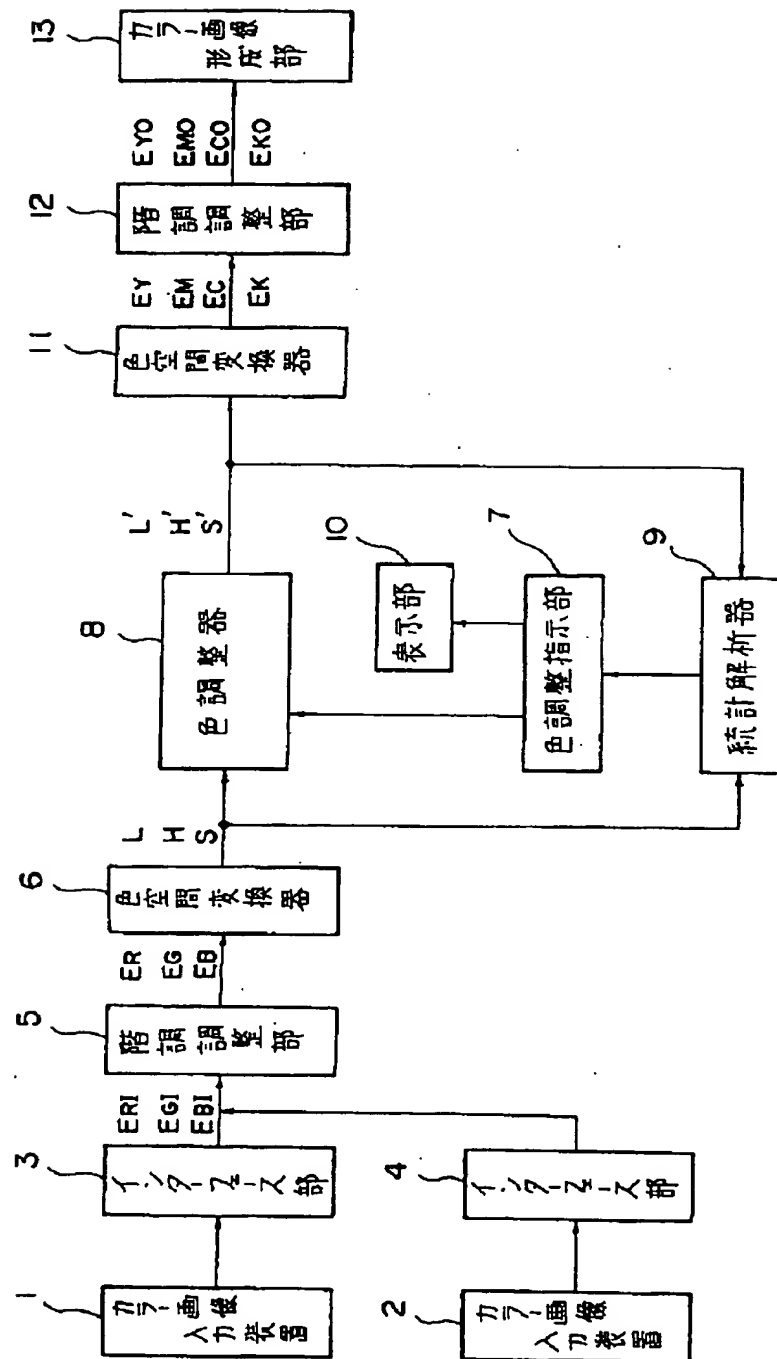 1
カラー画像
入力装置
2
カラー画像
入力装置
3
インターフェース部
4
インターフェース部
ERI
EGI
EBI
5
階調調整部
ER
EG
EB
6
色空間変換器
L
H
S
8
色調整器
L'
H'
S'
10
表示部
7
色調整指示部
9
統計解析器
11
色空間変換器
EY
EM
EC
EK
12
階調調整部
EYO
EMO
ECO
EKO
13
カラー画像
形成部